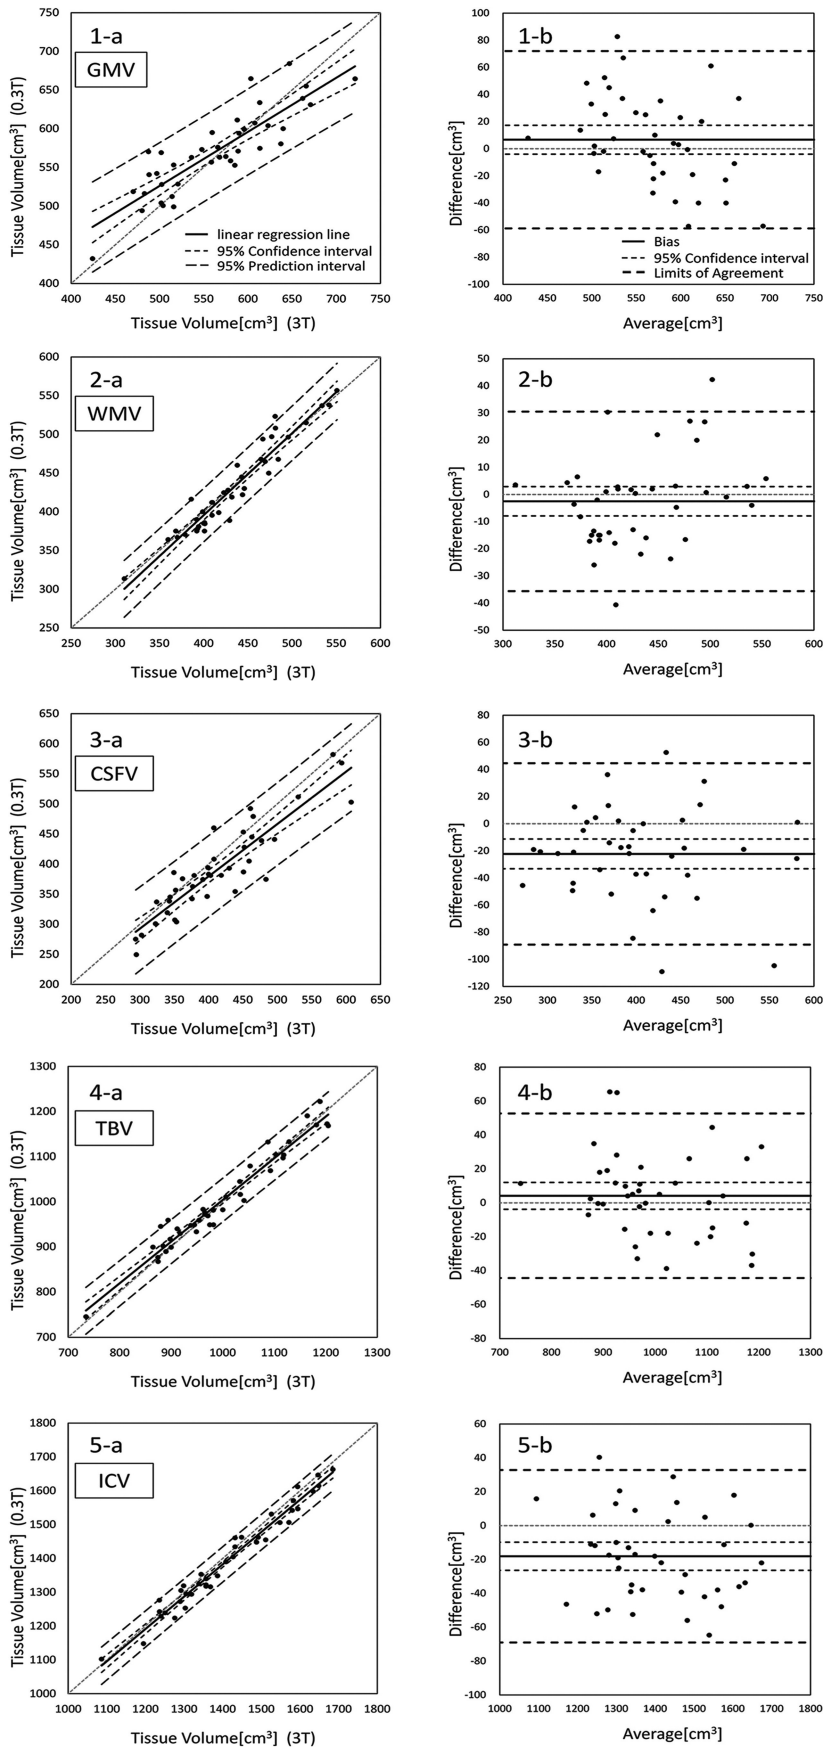 1-a
GMV
Tissue Volume[cm³] (0.3T)
750
700
650
600
550
500
450
400
linear regression line
95% Confidence interval
95% Prediction interval
400 450 500 550 600 650 700 750
Tissue Volume[cm³] (3T)
1-b
Difference[cm³]
100
80
60
40
20
0
-20
-40
-60
-80
-100
Bias
95% Confidence interval
Limits of Agreement
400 450 500 550 600 650 700 750
Average[cm³]
2-a
WMV
Tissue Volume[cm³] (0.3T)
600
550
500
450
400
350
300
250
250 300 350 400 450 500 550 600
Tissue Volume[cm³] (3T)
2-b
Difference[cm³]
50
40
30
20
10
0
-10
-20
-30
-40
-50
300 350 400 450 500 550 600
Average[cm³]
3-a
CSFV
Tissue Volume[cm³] (0.3T)
650
600
550
500
450
400
350
300
250
200
200 250 300 350 400 450 500 550 600 650
Tissue Volume[cm³] (3T)
3-b
Difference[cm³]
80
60
40
20
0
-20
-40
-60
-80
-100
-120
250 300 350 400 450 500 550 600
Average[cm³]
4-a
TBV
Tissue Volume[cm³] (0.3T)
1300
1200
1100
1000
900
800
700
700 800 900 1000 1100 1200 1300
Tissue Volume[cm³] (3T)
4-b
Difference[cm³]
80
60
40
20
0
-20
-40
-60
-80
700 800 900 1000 1100 1200 1300
Average[cm³]
5-a
ICV
Tissue Volume[cm³] (0.3T)
1800
1700
1600
1500
1400
1300
1200
1100
1000
1000 1100 1200 1300 1400 1500 1600 1700 1800
Tissue Volume[cm³] (3T)
5-b
Difference[cm³]
60
40
20
0
-20
-40
-60
-80
-100
1000 1100 1200 1300 1400 1500 1600 1700 1800
Average[cm³]